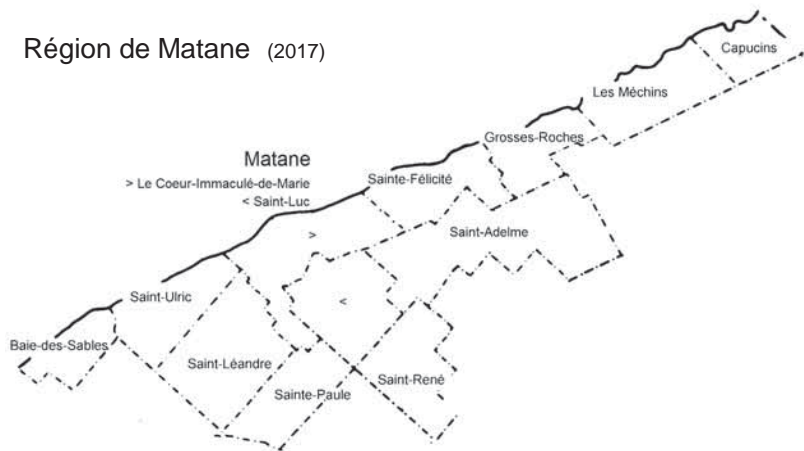 Région de Matane (2017)
Capucins
Les Méchins
Grosses-Roches
Matane
> Le Coeur-Immaculé-de-Marie
< Saint-Luc
Sainte-Félicité
>
Saint-Adelme
Saint-Ulric
<
Baie-des-Sables
Saint-Léandre
Saint-René
Sainte-Paule